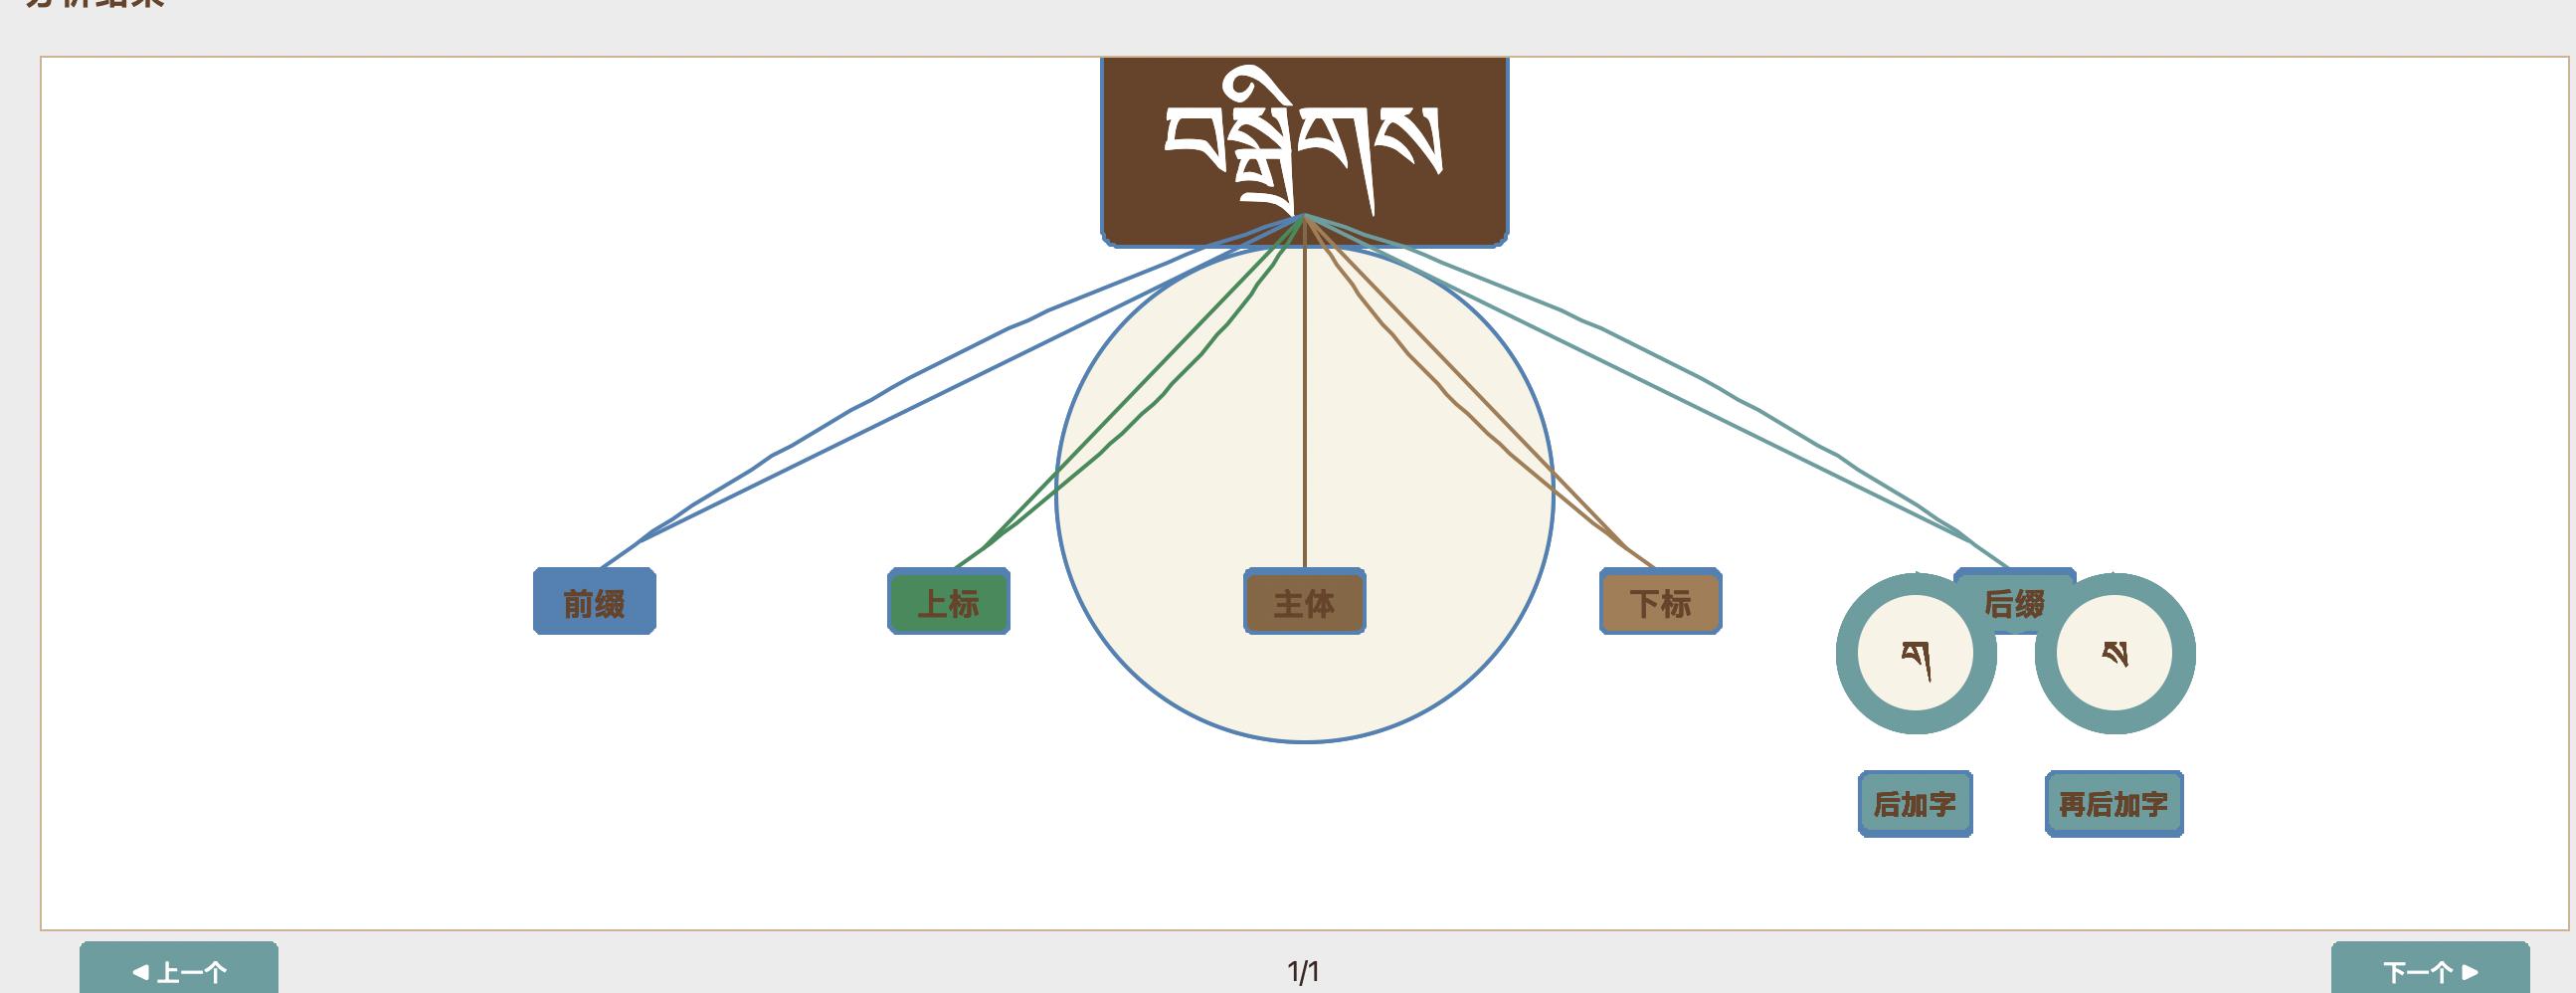 分析结果
བསྒྲིགས
前缀 上标 主体 下标 后缀
ག ས
后加字 再后加字
◀ 上一个 1/1 下一个 ▶